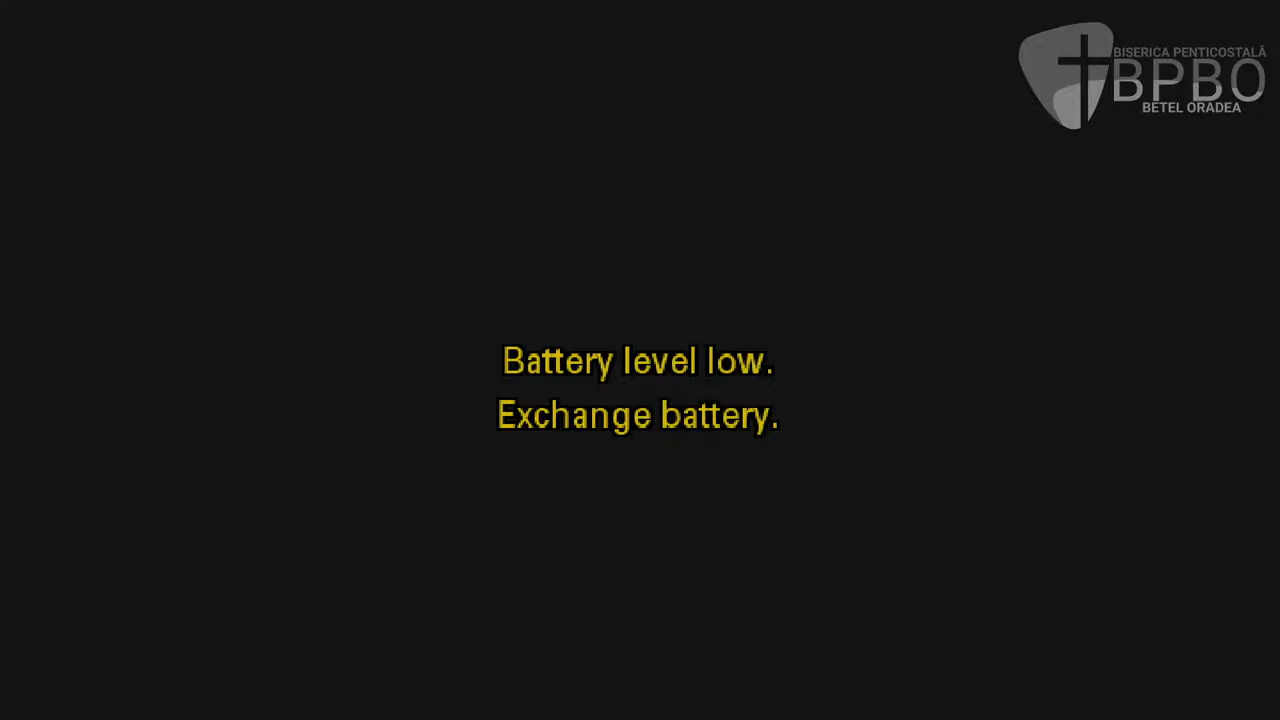 BISERICA PENTICOSTALĂ
BPBO
BETEL ORADEA
Battery level low.
Exchange battery.